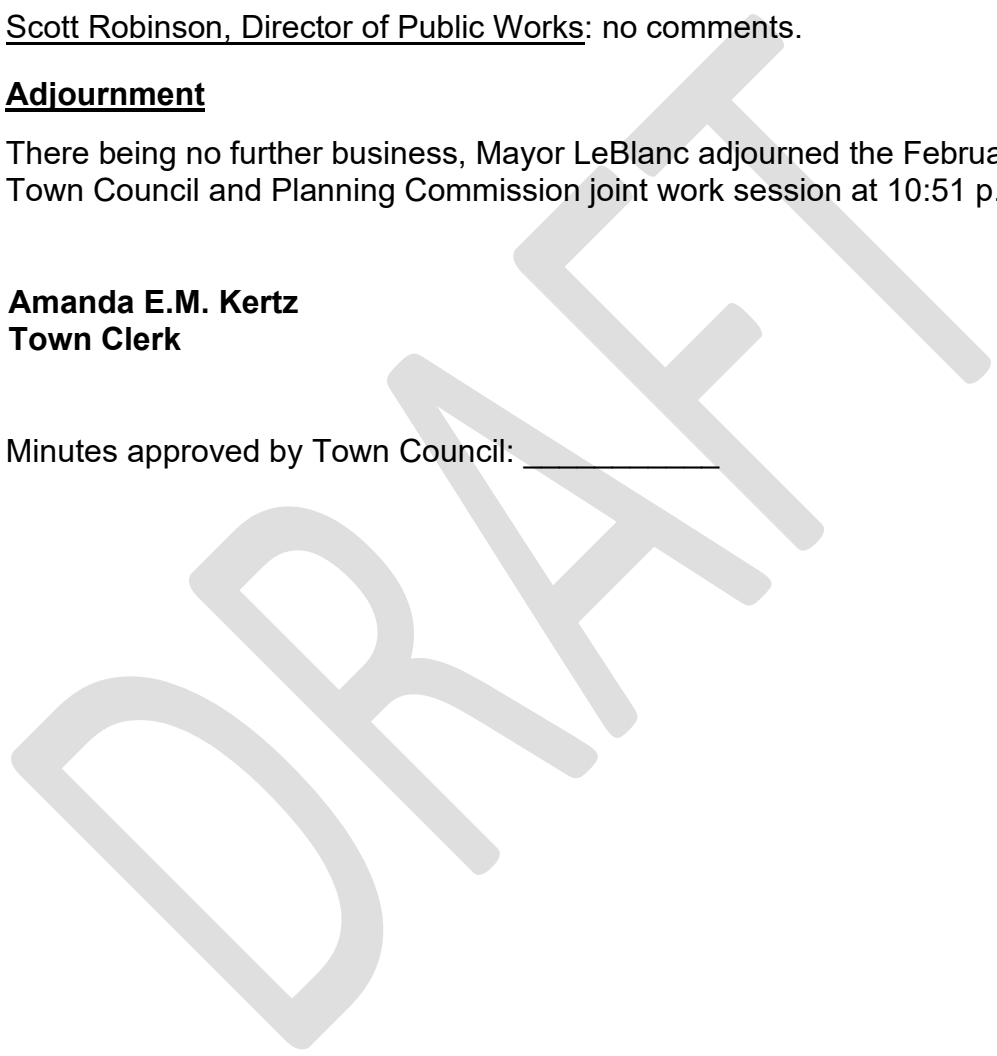 Scott Robinson, Director of Public Works: no comments.
Adjournment
There being no further business, Mayor LeBlanc adjourned the Februa
Town Council and Planning Commission joint work session at 10:51 p.
Amanda E.M. Kertz
Town Clerk
Minutes approved by Town Council: ___________
DRAFT